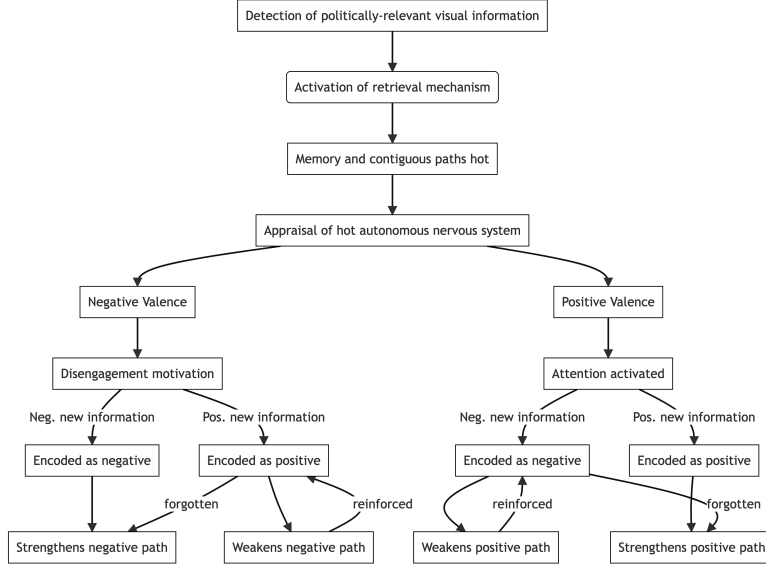 Detection of politically-relevant visual information
Activation of retrieval mechanism
Memory and contiguous paths hot
Appraisal of hot autonomous nervous system
Negative Valence
Positive Valence
Disengagement motivation
Attention activated
Neg. new information
Pos. new information
Neg. new information
Pos. new information
Encoded as negative
Encoded as positive
Encoded as negative
Encoded as positive
forgotten
reinforced
reinforced
forgotten
Strengthens negative path
Weakens negative path
Weakens positive path
Strengthens positive path